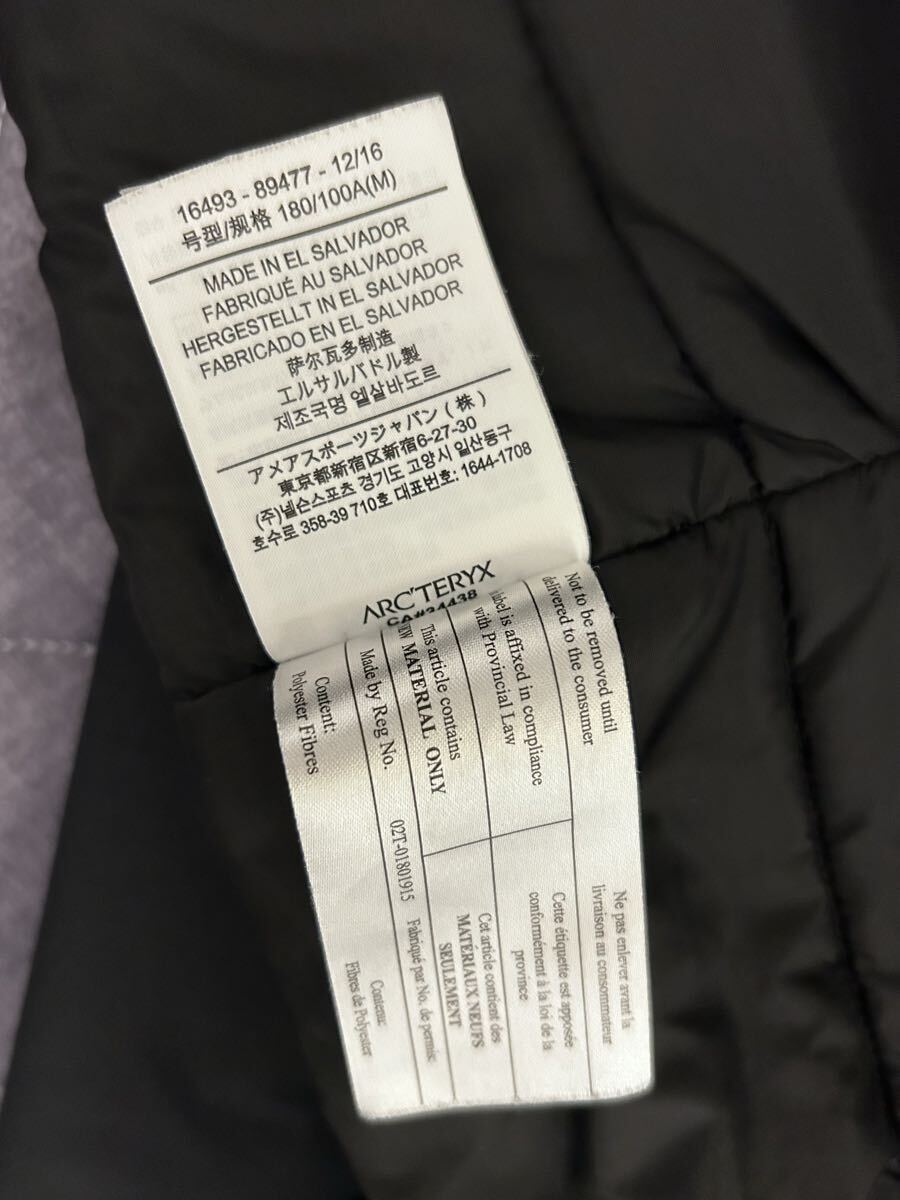 16493 - 89477 - 12/16
号型/规格 180/100A(M)
MADE IN EL SALVADOR
FABRIQUÉ AU SALVADOR
HERGESTELLT IN EL SALVADOR
FABRICADO EN EL SALVADOR
萨尔瓦多制造
エルサルバドル製
제조국명 엘살바도르
アメアスポーツジャパン(株)
東京都新宿区新宿6-27-30
(주)넬슨스포츠 경기도 고양시 일산동구
호수로 358-39 710호 대표번호: 1644-1708
ARC'TERYX
CA#34438
Not to be removed until
delivered to the consumer
Ne pas enlever avant la
livraison au consommateur
label is affixed in compliance
with Provincial Law
Cette étiquette est apposée
conformément à la loi de la
province
This article contains
NEW MATERIAL ONLY
Cet article contient des
MATÉRIAUX NEUFS
SEULEMENT
Made by Reg No. 02T-01801915 Fabriqué par No. de permis:
Content:
Polyester Fibres
Contenu:
Fibres de Polyester